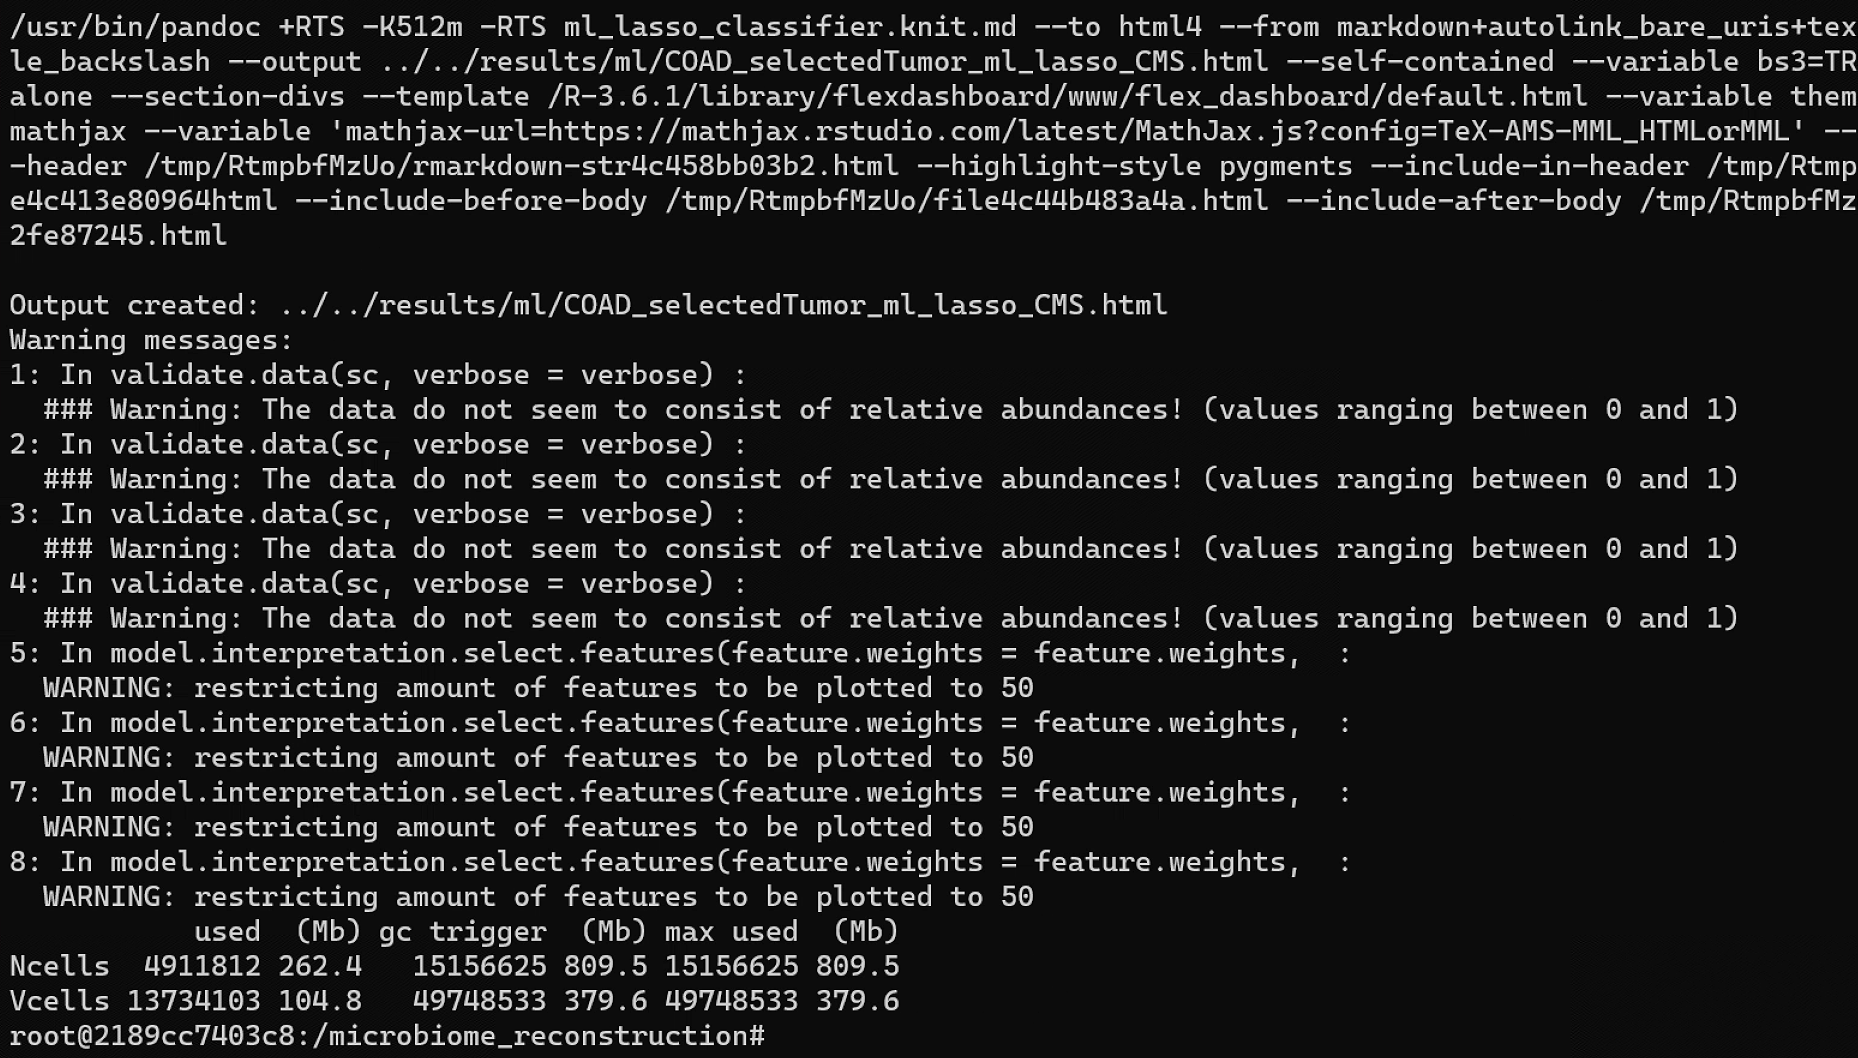 /usr/bin/pandoc +RTS -K512m -RTS ml_lasso_classifier.knit.md --to html4 --from markdown+autolink_bare_uris+tex
le_backslash --output ../../results/ml/COAD_selectedTumor_ml_lasso_CMS.html --self-contained --variable bs3=TR
alone --section-divs --template /R-3.6.1/library/flexdashboard/www/flex_dashboard/default.html --variable them
mathjax --variable 'mathjax-url=https://mathjax.rstudio.com/latest/MathJax.js?config=TeX-AMS-MML_HTMLorMML' --
-header /tmp/RtmpbfMzUo/rmarkdown-str4c458bb03b2.html --highlight-style pygments --include-in-header /tmp/Rtmp
e4c413e80964html --include-before-body /tmp/RtmpbfMzUo/file4c44b483a4a.html --include-after-body /tmp/RtmpbfMz
2fe87245.html

Output created: ../../results/ml/COAD_selectedTumor_ml_lasso_CMS.html
Warning messages:
1: In validate.data(sc, verbose = verbose) :
  ### Warning: The data do not seem to consist of relative abundances! (values ranging between 0 and 1)
2: In validate.data(sc, verbose = verbose) :
  ### Warning: The data do not seem to consist of relative abundances! (values ranging between 0 and 1)
3: In validate.data(sc, verbose = verbose) :
  ### Warning: The data do not seem to consist of relative abundances! (values ranging between 0 and 1)
4: In validate.data(sc, verbose = verbose) :
  ### Warning: The data do not seem to consist of relative abundances! (values ranging between 0 and 1)
5: In model.interpretation.select.features(feature.weights = feature.weights,  :
  WARNING: restricting amount of features to be plotted to 50
6: In model.interpretation.select.features(feature.weights = feature.weights,  :
  WARNING: restricting amount of features to be plotted to 50
7: In model.interpretation.select.features(feature.weights = feature.weights,  :
  WARNING: restricting amount of features to be plotted to 50
8: In model.interpretation.select.features(feature.weights = feature.weights,  :
  WARNING: restricting amount of features to be plotted to 50
           used  (Mb) gc trigger  (Mb) max used  (Mb)
Ncells  4911812 262.4   15156625 809.5 15156625 809.5
Vcells 13734103 104.8   49748533 379.6 49748533 379.6
root@2189cc7403c8:/microbiome_reconstruction#